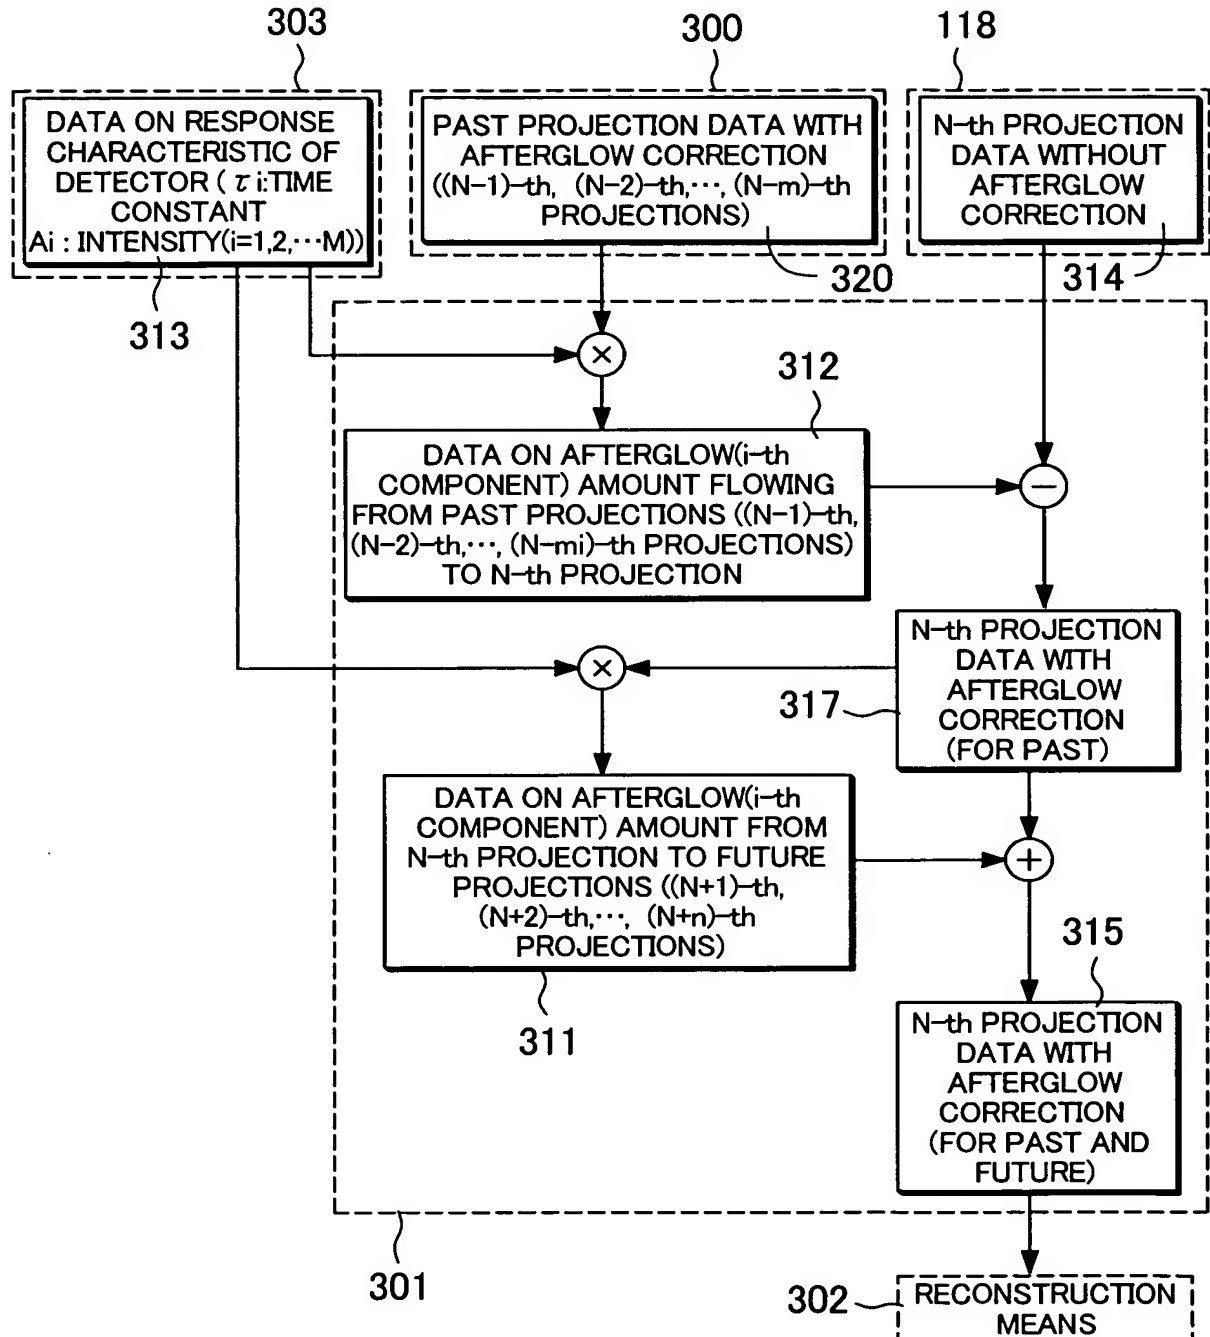 303
300
118
DATA ON RESPONSE
CHARACTERISTIC OF
DETECTOR ( τ i:TIME
CONSTANT
Ai : INTENSITY(i=1,2,⋯M))
PAST PROJECTION DATA WITH
AFTERGLOW CORRECTION
((N-1)-th, (N-2)-th,⋯, (N-m)-th
PROJECTIONS)
N-th PROJECTION
DATA WITHOUT
AFTERGLOW
CORRECTION
313
320
314
×
312
DATA ON AFTERGLOW(i-th
COMPONENT) AMOUNT FLOWING
FROM PAST PROJECTIONS ((N-1)-th,
(N-2)-th,⋯, (N-mi)-th PROJECTIONS)
TO N-th PROJECTION
−
N-th PROJECTION
DATA WITH
AFTERGLOW
CORRECTION
(FOR PAST)
317
×
DATA ON AFTERGLOW(i-th
COMPONENT) AMOUNT FROM
N-th PROJECTION TO FUTURE
PROJECTIONS ((N+1)-th,
(N+2)-th,⋯, (N+n)-th
PROJECTIONS)
+
311
315
N-th PROJECTION
DATA WITH
AFTERGLOW
CORRECTION
(FOR PAST AND
FUTURE)
301
302
RECONSTRUCTION
MEANS